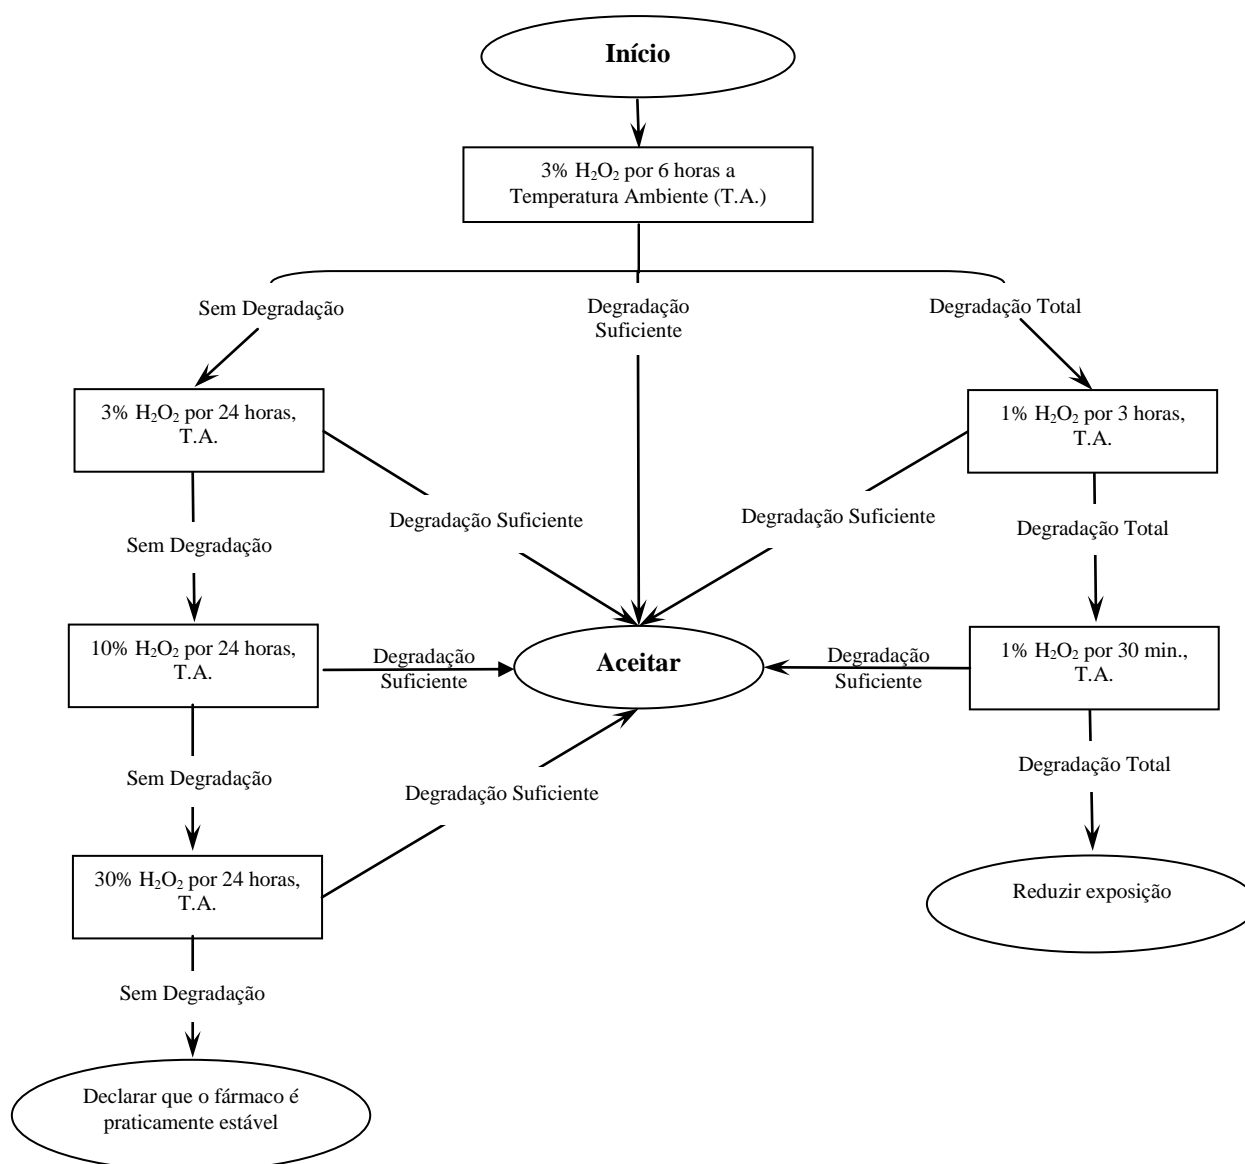 Início
3% H₂O₂ por 6 horas a
Temperatura Ambiente (T.A.)
Sem Degradação
Degradação
Suficiente
Degradação Total
3% H₂O₂ por 24 horas,
T.A.
1% H₂O₂ por 3 horas,
T.A.
Degradação Suficiente
Degradação Suficiente
Sem Degradação
Degradação Total
10% H₂O₂ por 24 horas,
T.A.
Degradação
Suficiente
Aceitar
Degradação
Suficiente
1% H₂O₂ por 30 min.,
T.A.
Sem Degradação
Degradação Suficiente
Degradação Total
30% H₂O₂ por 24 horas,
T.A.
Reduzir exposição
Sem Degradação
Declarar que o fármaco é
praticamente estável